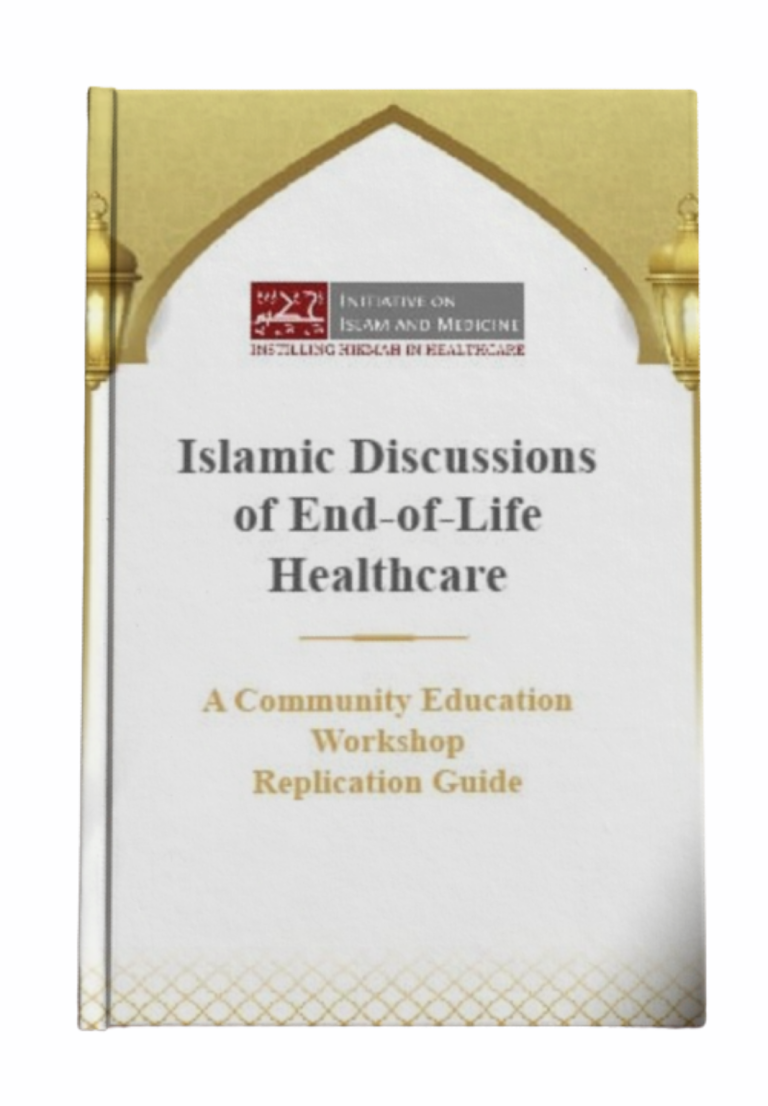 INITIATIVE ON
ISLAM AND MEDICINE
INSTILLING HIKMAH IN HEALTHCARE
Islamic Discussions
of End-of-Life
Healthcare
A Community Education
Workshop
Replication Guide